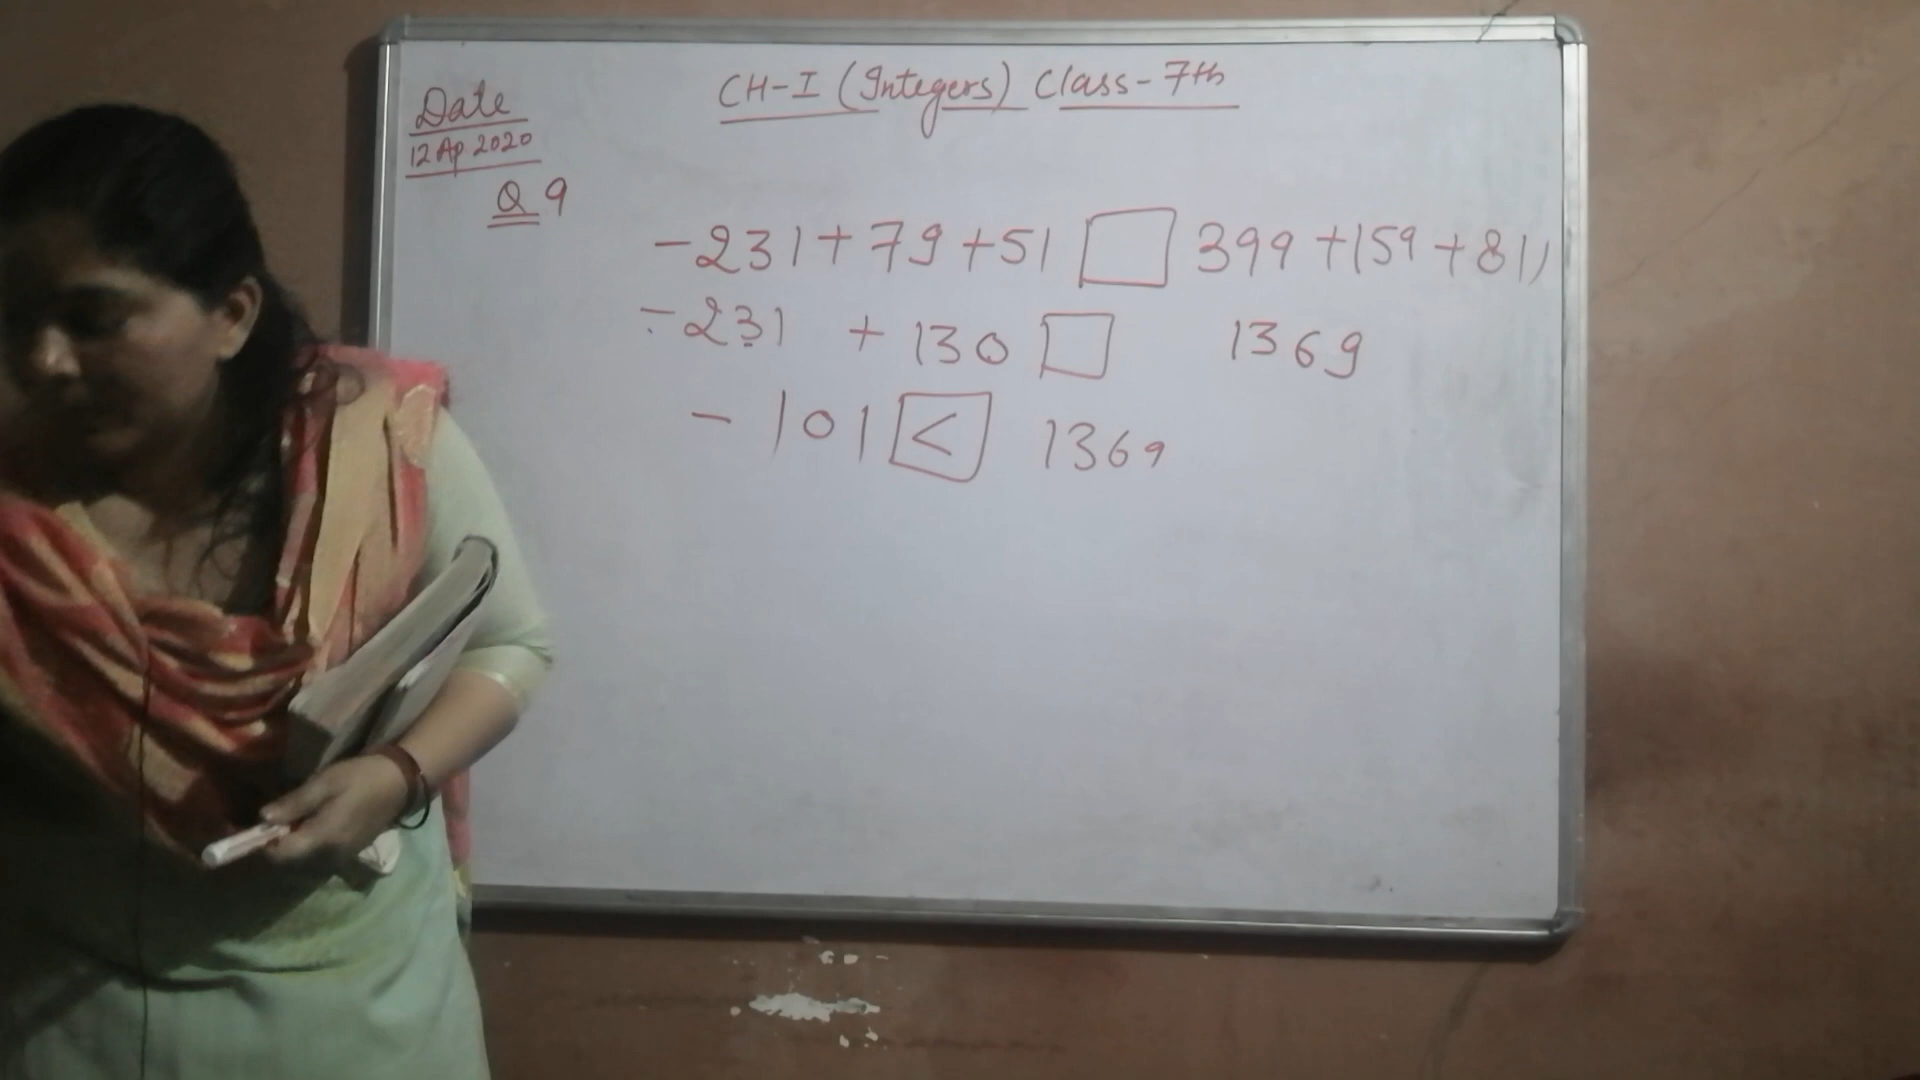 CH-I (Integers) Class-7th
Date
12 Ap 2020
Q 9
-231+79+51 □ 399+159+811
-231 + 130 □ 1369
-101 < 1369